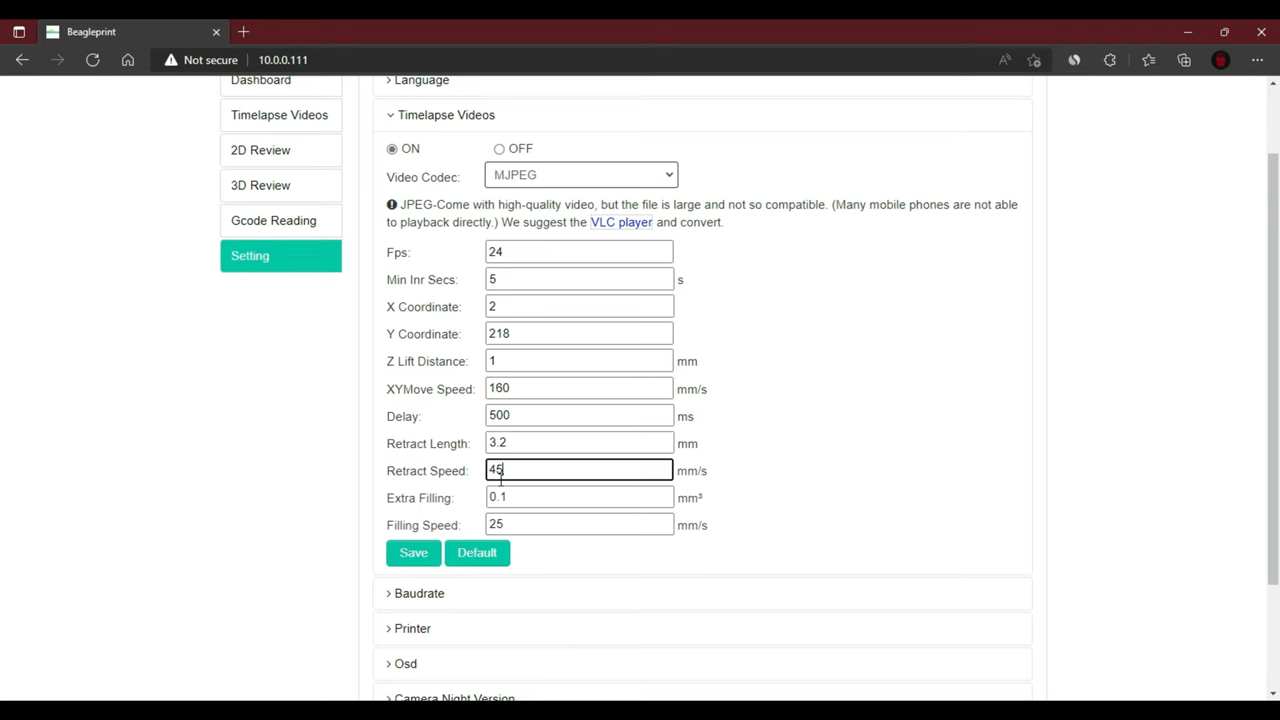 Beagleprint
Not secure 10.0.0.111
Dashboard
Timelapse Videos
2D Review
3D Review
Gcode Reading
Setting
Language
Timelapse Videos
ON OFF
Video Codec: MJPEG
JPEG-Come with high-quality video, but the file is large and not so compatible. (Many mobile phones are not able
to playback directly.) We suggest the VLC player and convert.
Fps: 24
Min Inr Secs: 5 s
X Coordinate: 2
Y Coordinate: 218
Z Lift Distance: 1 mm
XYMove Speed: 160 mm/s
Delay: 500 ms
Retract Length: 3.2 mm
Retract Speed: 45 mm/s
Extra Filling: 0.1 mm³
Filling Speed: 25 mm/s
Save Default
Baudrate
Printer
Osd
Camera Night Version